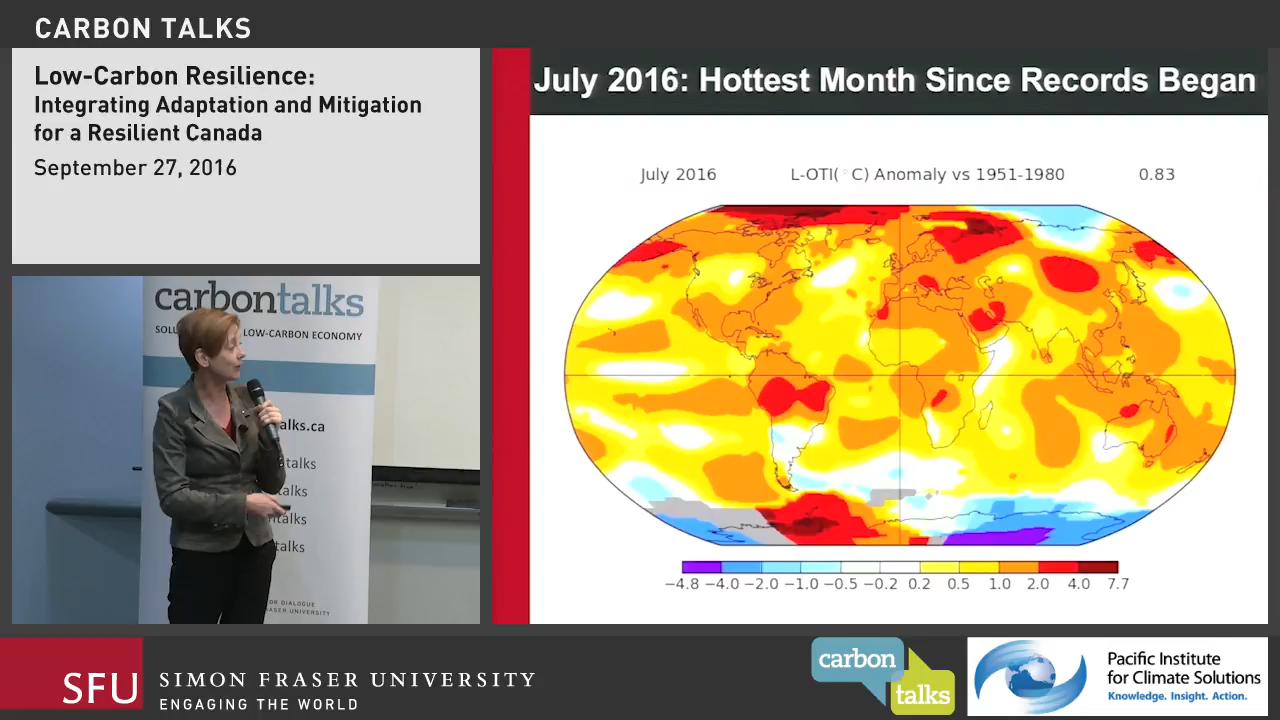 CARBON TALKS
Low-Carbon Resilience:
Integrating Adaptation and Mitigation
for a Resilient Canada
September 27, 2016
July 2016: Hottest Month Since Records Began
July 2016 L-OTI(°C) Anomaly vs 1951-1980 0.83
−4.8 −4.0 −2.0 −1.0 −0.5 −0.2 0.2 0.5 1.0 2.0 4.0 7.7
carbontalks
LOW-CARBON ECONOMY
alks.ca
talks
talks
talks
talks
OR DIALOGUE
FRASER UNIVERSITY
SFU SIMON FRASER UNIVERSITY
ENGAGING THE WORLD
carbon
talks
Pacific Institute
for Climate Solutions
Knowledge. Insight. Action.